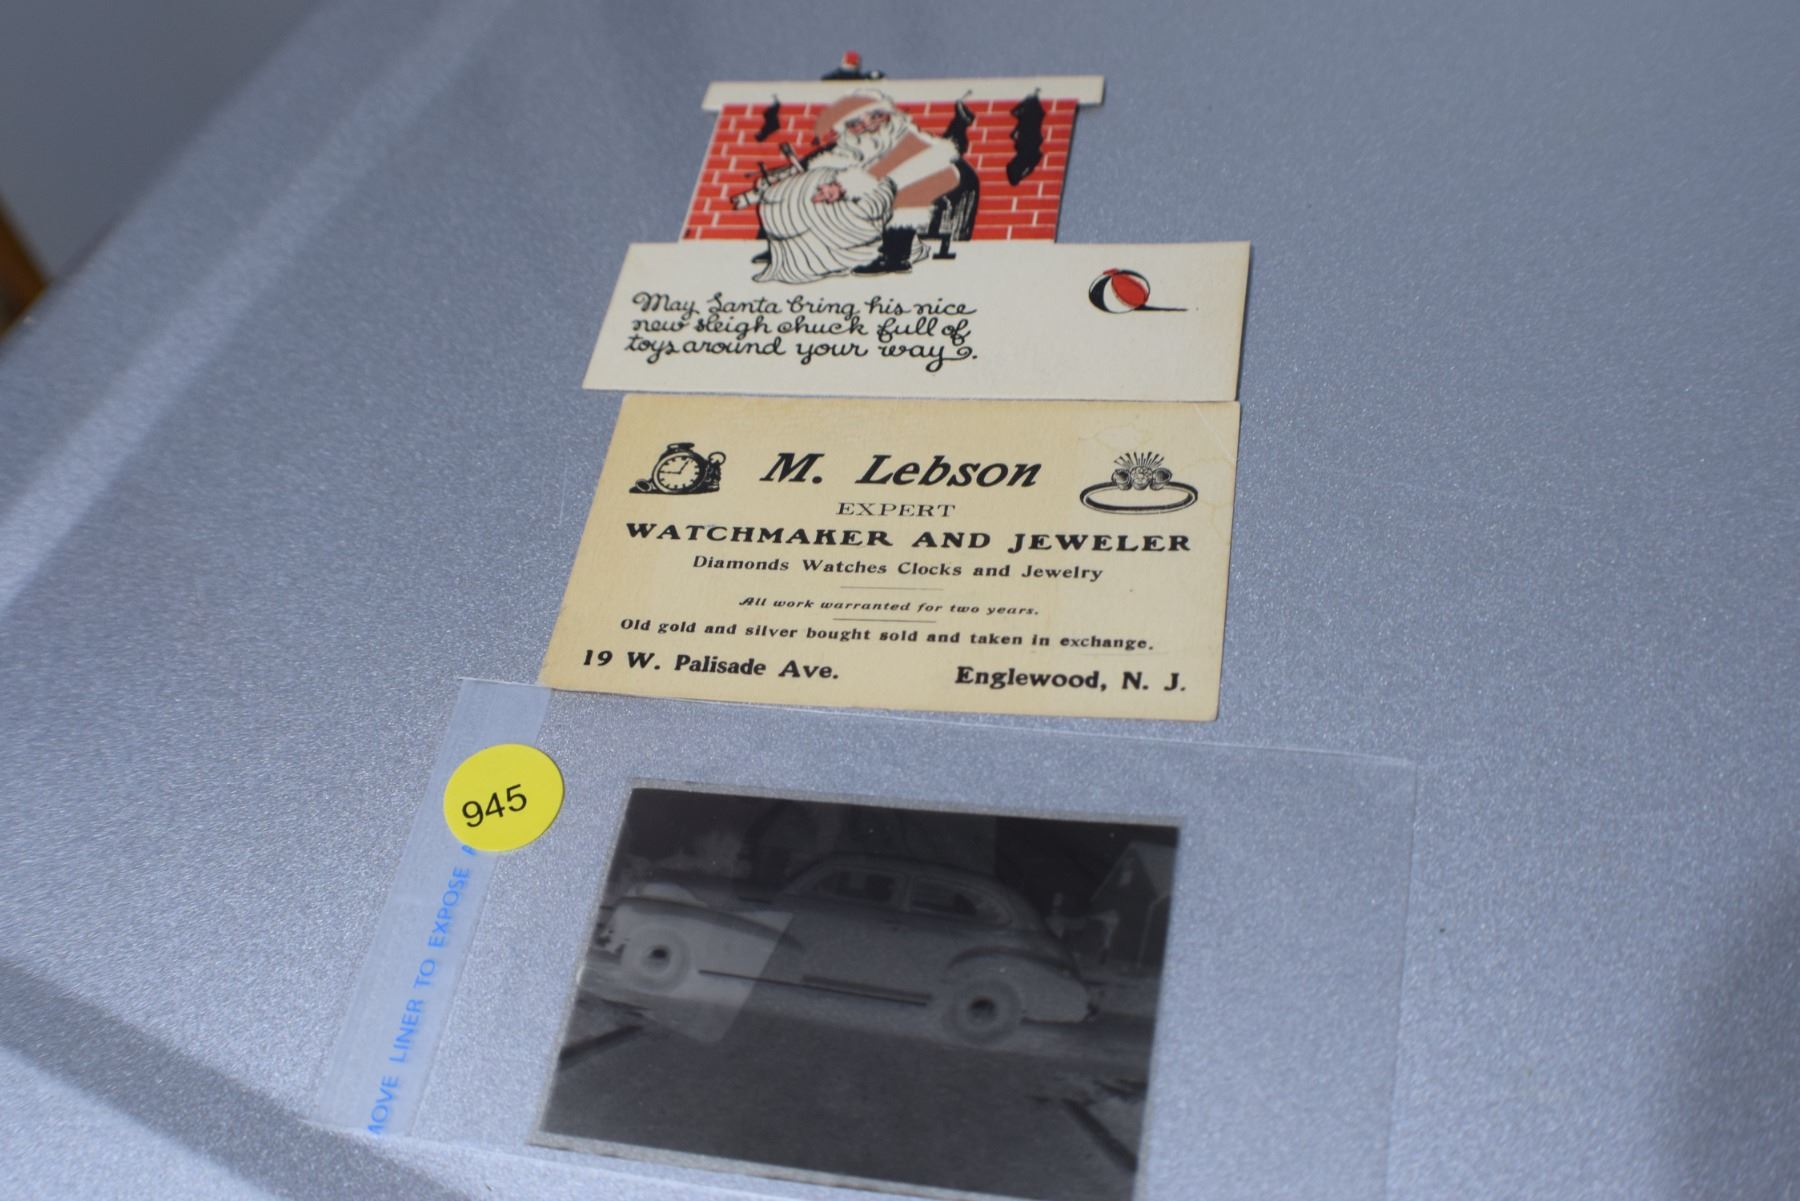 May Santa bring his nice
new sleigh chuck full of
toys around your way.
M. Lebson
EXPERT
WATCHMAKER AND JEWELER
Diamonds Watches Clocks and Jewelry
All work warranted for two years.
Old gold and silver bought sold and taken in exchange.
19 W. Palisade Ave. Englewood, N. J.
945
MOVE LINER TO EXPOSE A